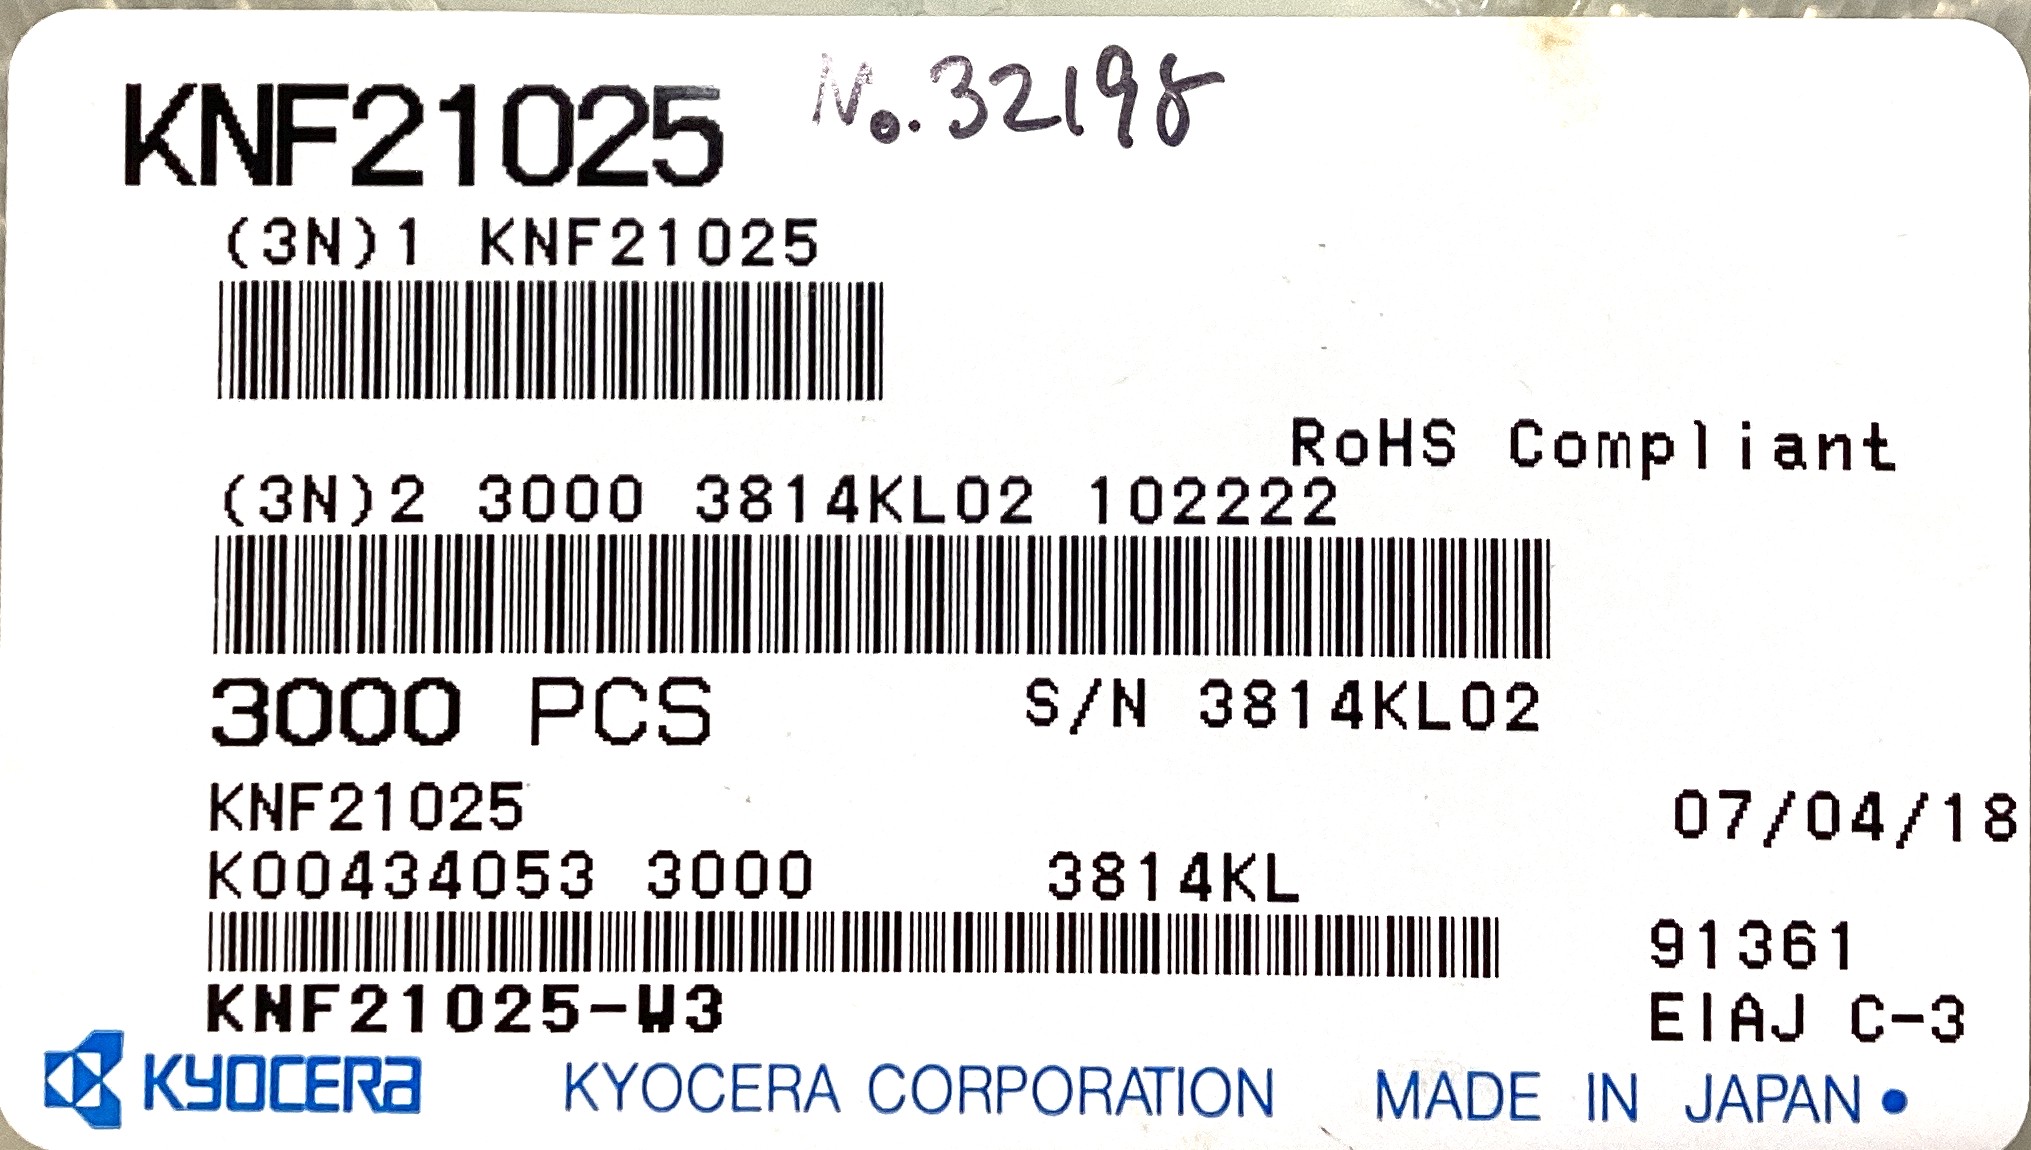 KNF21025 No. 32198
(3N)1 KNF21025
RoHS Compliant
(3N)2 3000 3814KL02 102222
3000 PCS S/N 3814KL02
KNF21025 07/04/18
K00434053 3000 3814KL
91361
KNF21025-W3 EIAJ C-3
KYOCERA KYOCERA CORPORATION MADE IN JAPAN